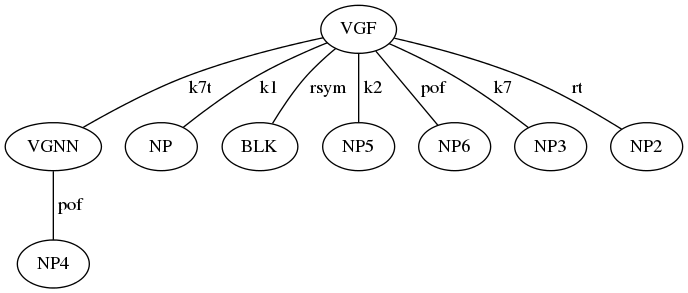 VGF
k7t k1 rsym k2 pof k7 rt
VGNN NP BLK NP5 NP6 NP3 NP2
pof
NP4